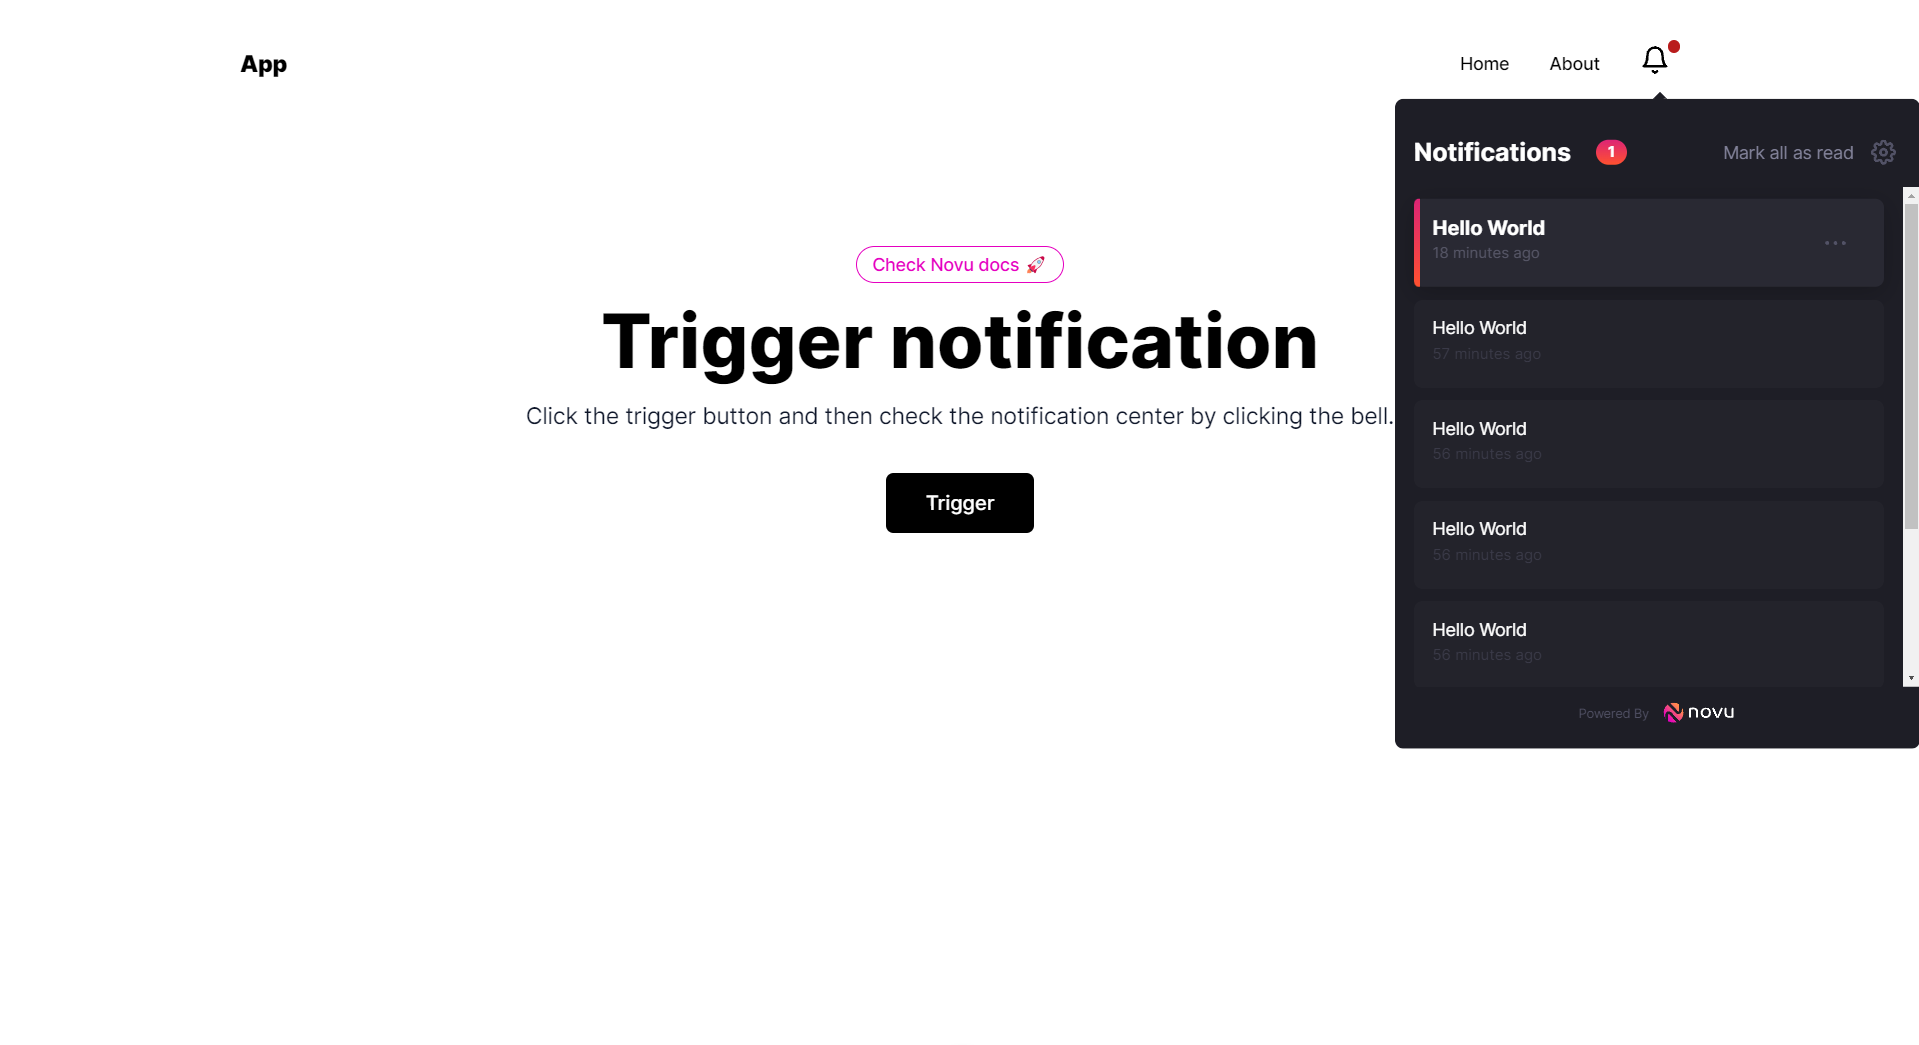 App
Home
About
Notifications 1
Mark all as read
Hello World
18 minutes ago
Hello World
57 minutes ago
Hello World
56 minutes ago
Hello World
56 minutes ago
Hello World
56 minutes ago
Powered By novu
Check Novu docs 🚀
Trigger notification
Click the trigger button and then check the notification center by clicking the bell.
Trigger